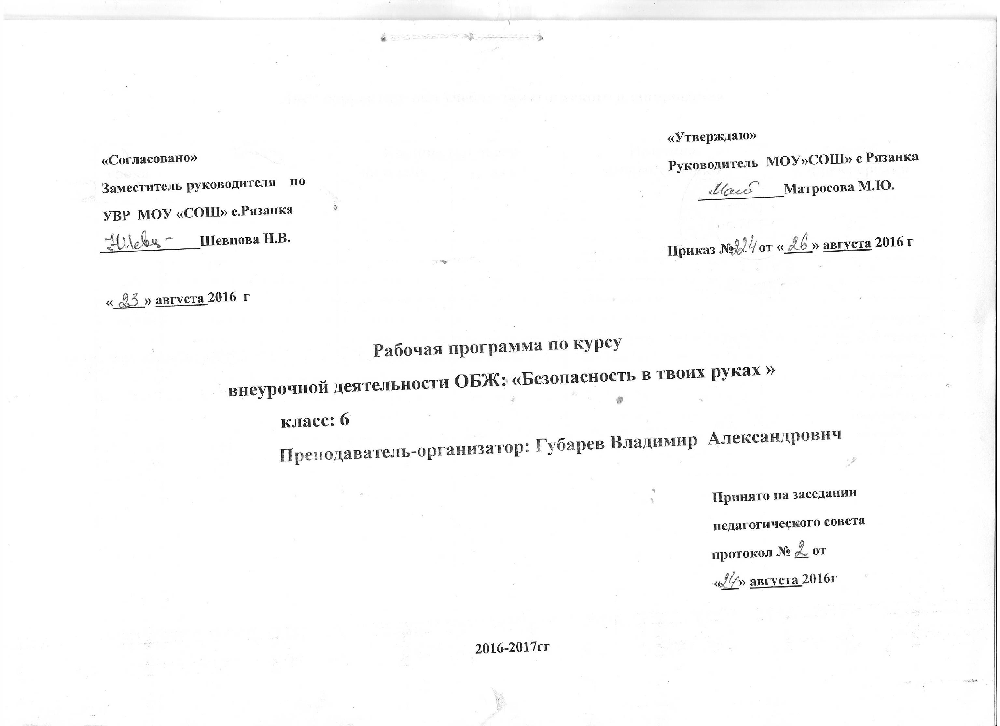 «Согласовано»
Заместитель руководителя по
УВР МОУ «СОШ» с.Рязанка
Шевцова Н.В.
«23» августа 2016 г
«Утверждаю»
Руководитель МОУ»СОШ» с Рязанка
Матросова М.Ю.
Приказ №224 от «26» августа 2016 г
Рабочая программа по курсу
внеурочной деятельности ОБЖ: «Безопасность в твоих руках »
класс: 6
Преподаватель-организатор: Губарев Владимир Александрович
Принято на заседании
педагогического совета
протокол № 2 от
«24» августа 2016г
2016-2017гг